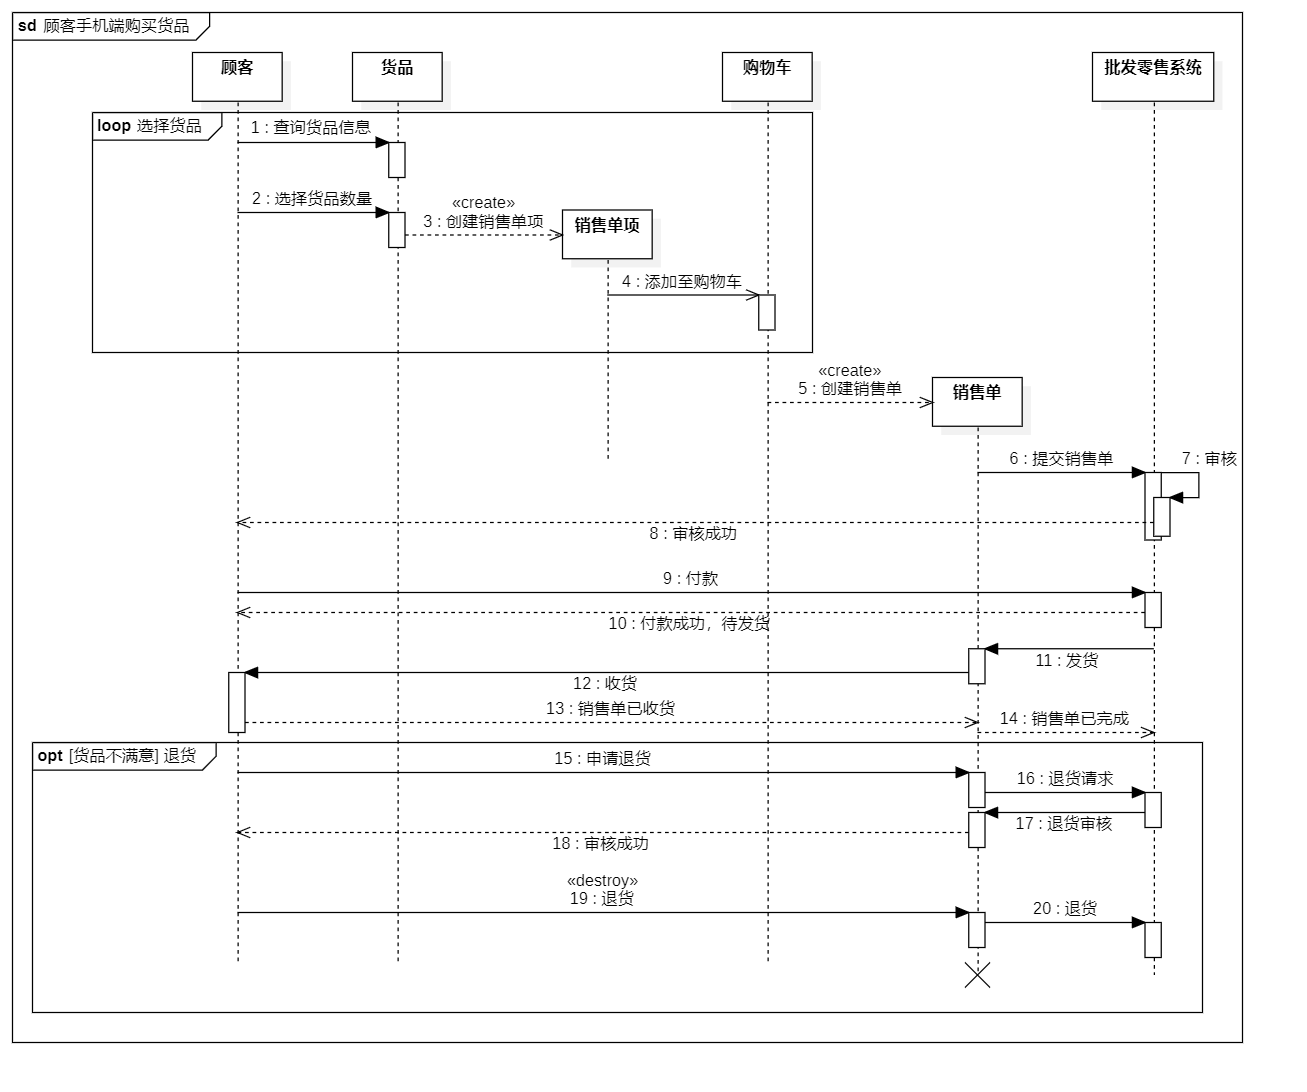 sd 顾客手机端购买货品
顾客
货品
购物车
批发零售系统
loop 选择货品
1 : 查询货品信息
2 : 选择货品数量
«create»
3 : 创建销售单项
销售单项
4 : 添加至购物车
«create»
5 : 创建销售单
销售单
6 : 提交销售单
7 : 审核
8 : 审核成功
9 : 付款
10 : 付款成功，待发货
11 : 发货
12 : 收货
13 : 销售单已收货
14 : 销售单已完成
opt [货品不满意] 退货
15 : 申请退货
16 : 退货请求
17 : 退货审核
18 : 审核成功
«destroy»
19 : 退货
20 : 退货